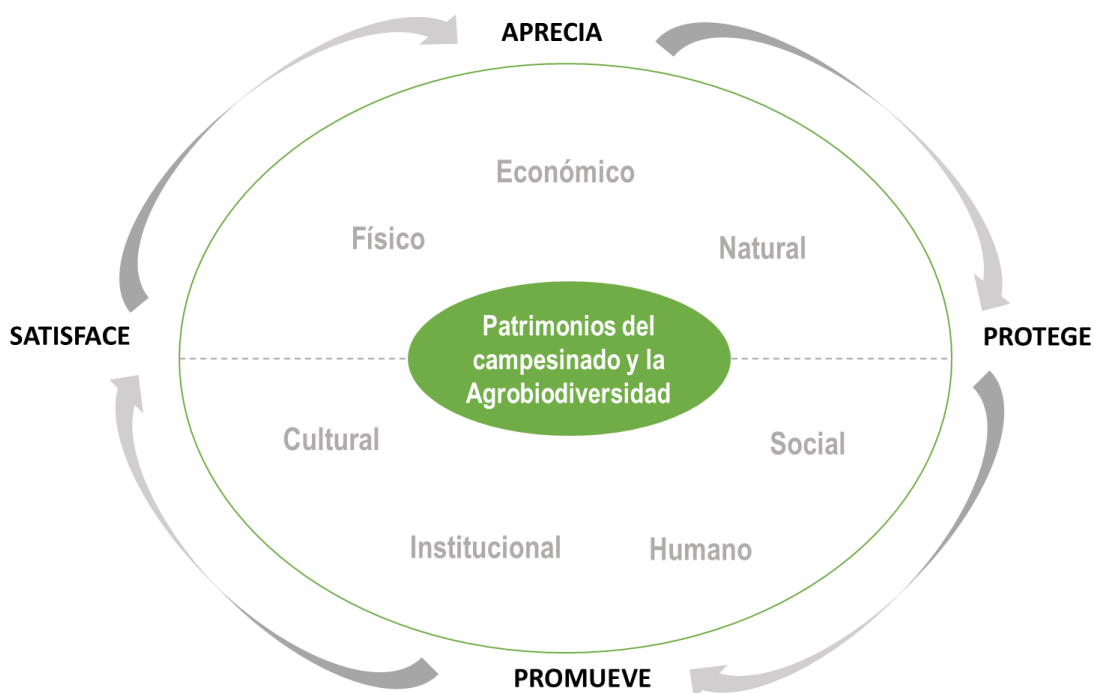 APRECIA
Económico
Físico
Natural
SATISFACE
Patrimonios del
campesinado y la
Agrobiodiversidad
PROTEGE
Cultural
Social
Institucional
Humano
PROMUEVE